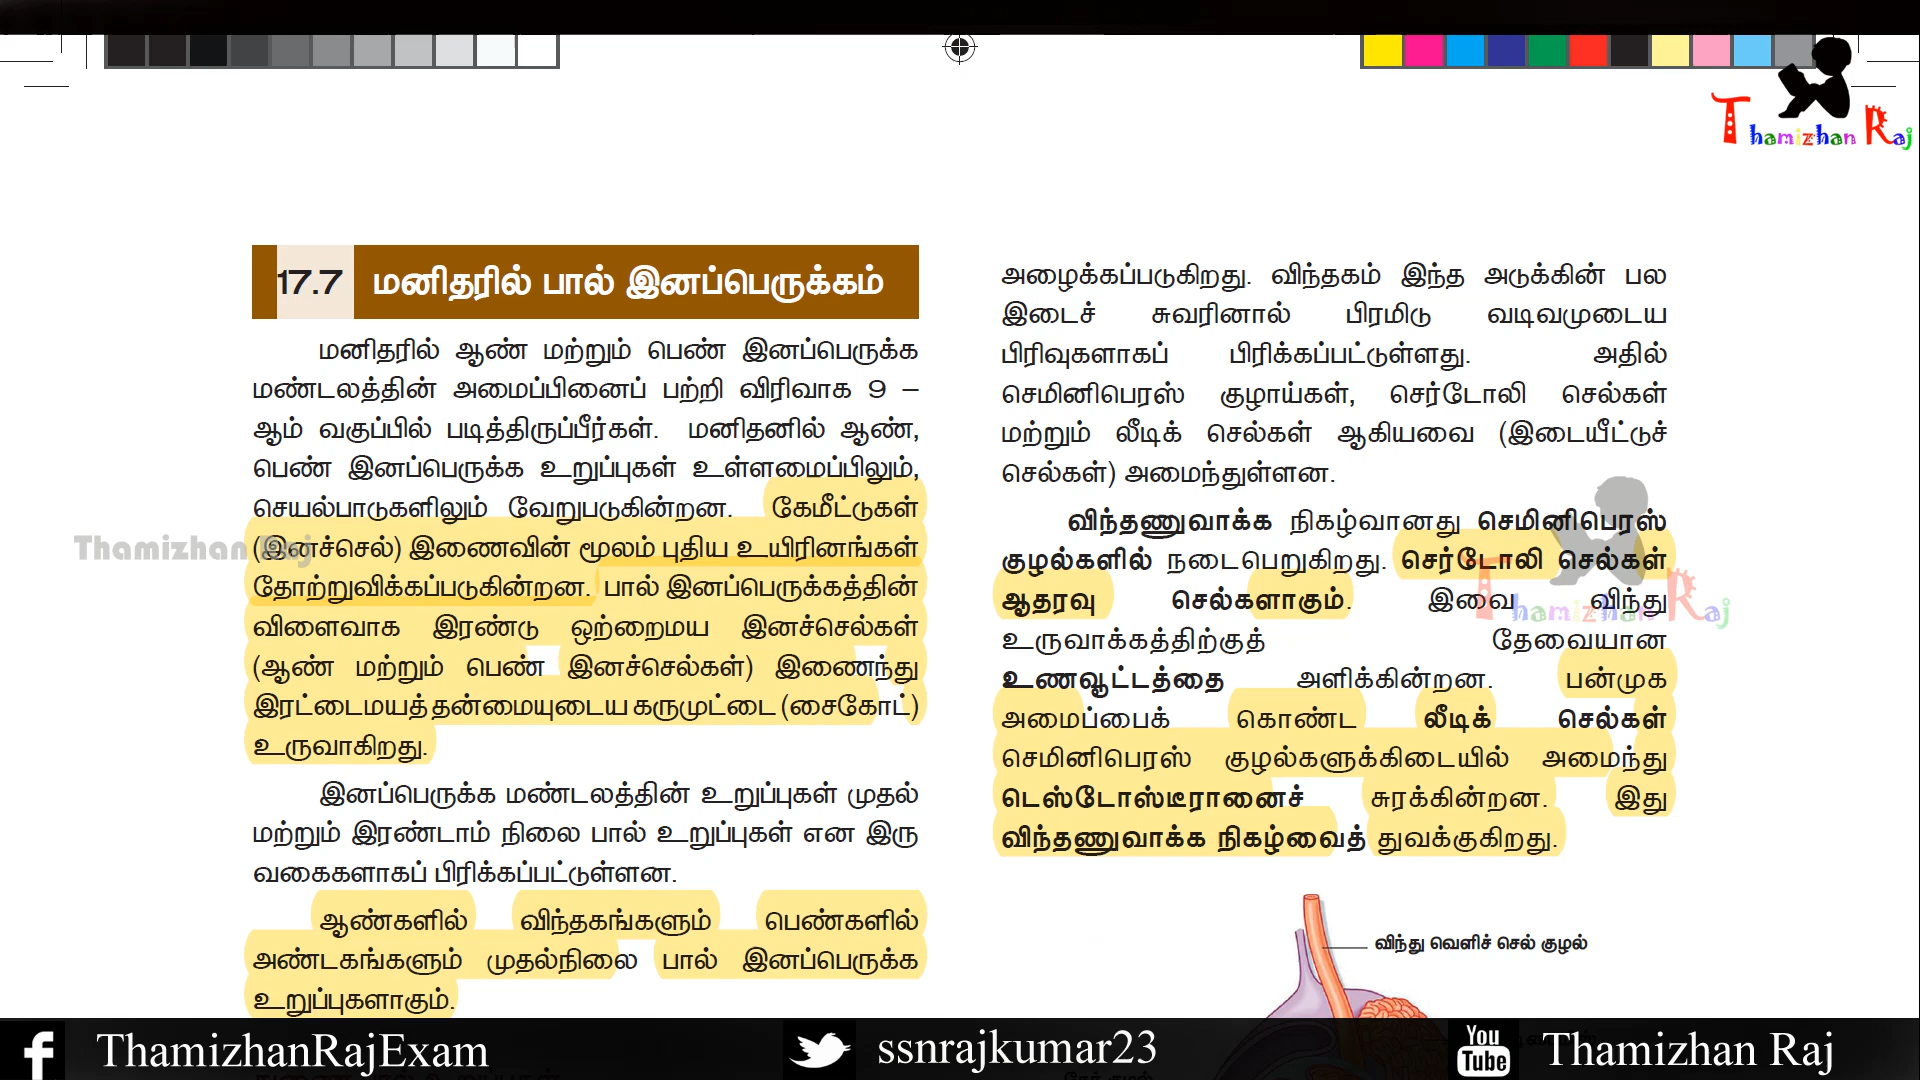 Thamizhan Raj
17.7 மனிதரில் பால் இனப்பெருக்கம்
மனிதரில் ஆண் மற்றும் பெண் இனப்பெருக்க
மண்டலத்தின் அமைப்பினைப் பற்றி விரிவாக 9 –
ஆம் வகுப்பில் படித்திருப்பீர்கள். மனிதனில் ஆண்,
பெண் இனப்பெருக்க உறுப்புகள் உள்ளமைப்பிலும்,
செயல்பாடுகளிலும் வேறுபடுகின்றன. கேமீட்டுகள்
(இனச்செல்) இணைவின் மூலம் புதிய உயிரினங்கள்
தோற்றுவிக்கப்படுகின்றன. பால் இனப்பெருக்கத்தின்
விளைவாக இரண்டு ஒற்றைமய இனச்செல்கள்
(ஆண் மற்றும் பெண் இனச்செல்கள்) இணைந்து
இரட்டைமயத் தன்மையுடைய கருமுட்டை (சைகோட்)
உருவாகிறது.
இனப்பெருக்க மண்டலத்தின் உறுப்புகள் முதல்
மற்றும் இரண்டாம் நிலை பால் உறுப்புகள் என இரு
வகைகளாகப் பிரிக்கப்பட்டுள்ளன.
ஆண்களில் விந்தகங்களும் பெண்களில்
அண்டகங்களும் முதல்நிலை பால் இனப்பெருக்க
உறுப்புகளாகும்.
அழைக்கப்படுகிறது. விந்தகம் இந்த அடுக்கின் பல
இடைச் சுவரினால் பிரமிடு வடிவமுடைய
பிரிவுகளாகப் பிரிக்கப்பட்டுள்ளது. அதில்
செமினிபெரஸ் குழாய்கள், செர்டோலி செல்கள்
மற்றும் லீடிக் செல்கள் ஆகியவை (இடையீட்டுச்
செல்கள்) அமைந்துள்ளன.
விந்தணுவாக்க நிகழ்வானது செமினிபெரஸ்
குழல்களில் நடைபெறுகிறது. செர்டோலி செல்கள்
ஆதரவு செல்களாகும். இவை விந்து
உருவாக்கத்திற்குத் தேவையான
உணவூட்டத்தை அளிக்கின்றன. பன்முக
அமைப்பைக் கொண்ட லீடிக் செல்கள்
செமினிபெரஸ் குழல்களுக்கிடையில் அமைந்து
டெஸ்டோஸ்டீரானைச் சுரக்கின்றன. இது
விந்தணுவாக்க நிகழ்வைத் துவக்குகிறது.
விந்து வெளிச் செல் குழல்
Thamizhan Raj
Thamizhan Raj
ThamizhanRajExam
ssnrajkumar23
You
Tube
Thamizhan Raj